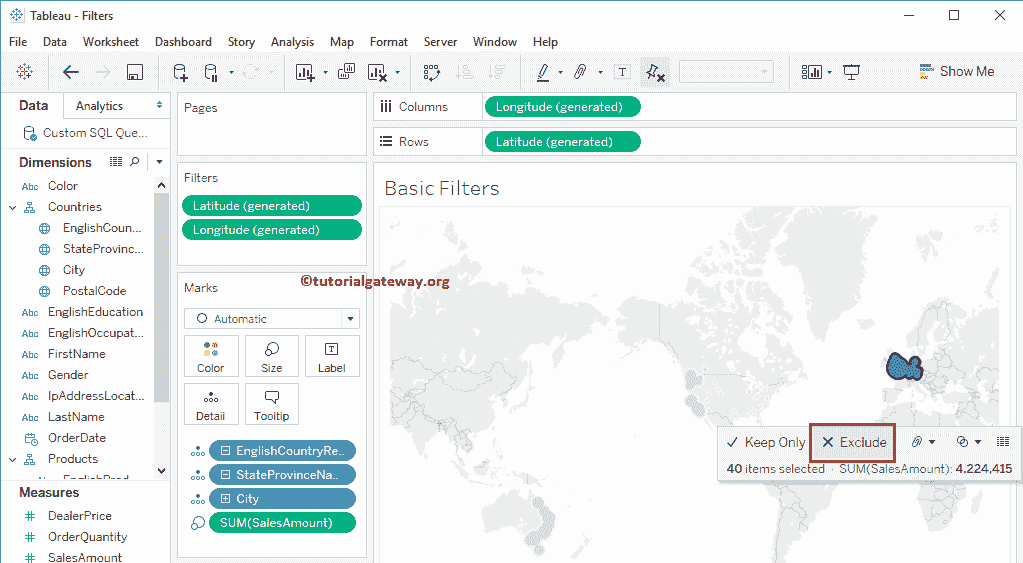 Tableau - Filters
File Data Worksheet Dashboard Story Analysis Map Format Server Window Help
Show Me
Data Analytics
Custom SQL Que...
Dimensions
Abc Color
Countries
EnglishCoun...
StateProvinc...
City
PostalCode
Abc EnglishEducation
Abc EnglishOccupat...
Abc FirstName
Abc Gender
Abc IpAddressLocat...
Abc LastName
OrderDate
Products
Measures
DealerPrice
OrderQuantity
SalesAmount
Pages
Filters
Latitude (generated)
Longitude (generated)
Marks
Automatic
Color Size Label
Detail Tooltip
EnglishCountryRe..
StateProvinceNa..
City
SUM(SalesAmount)
Columns Longitude (generated)
Rows Latitude (generated)
Basic Filters
©tutorialgateway.org
Keep Only Exclude
40 items selected · SUM(SalesAmount): 4,224,415